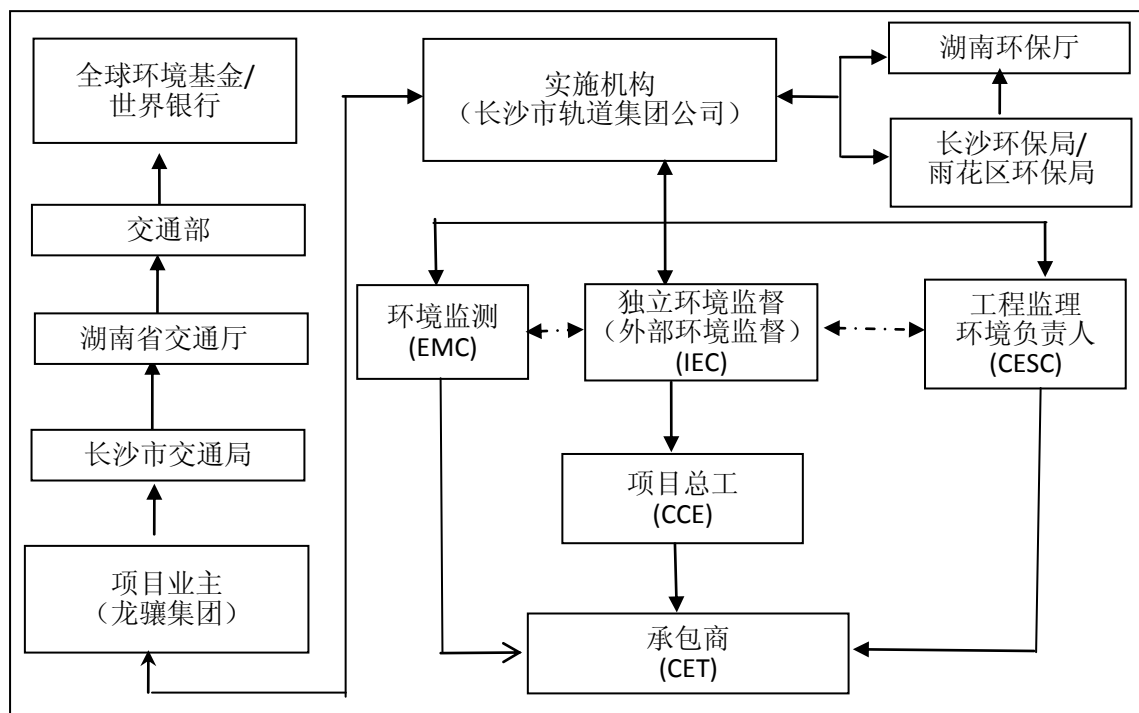 全球环境基金/
世界银行
交通部
湖南省交通厅
长沙市交通局
项目业主
（龙骧集团）
实施机构
（长沙市轨道集团公司）
湖南环保厅
长沙环保局/
雨花区环保局
环境监测
(EMC)
独立环境监督
（外部环境监督）
(IEC)
工程监理
环境负责人
(CESC)
项目总工
(CCE)
承包商
(CET)